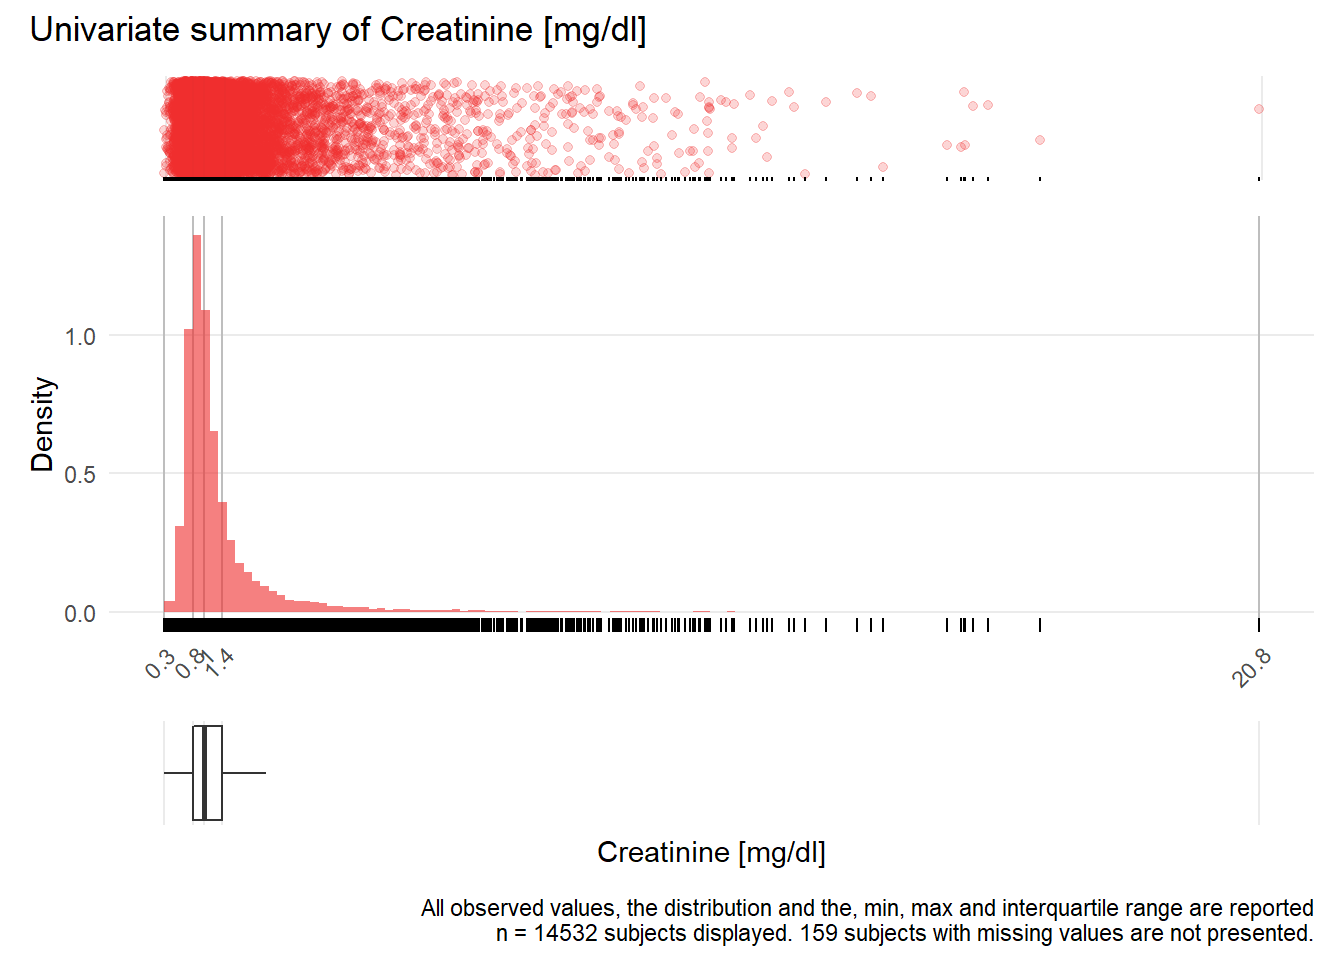 Univariate summary of Creatinine [mg/dl]
Density
1.0
0.5
0.0
0.3
0.8
1
1.4
20.8
Creatinine [mg/dl]
All observed values, the distribution and the, min, max and interquartile range are reported
n = 14532 subjects displayed. 159 subjects with missing values are not presented.